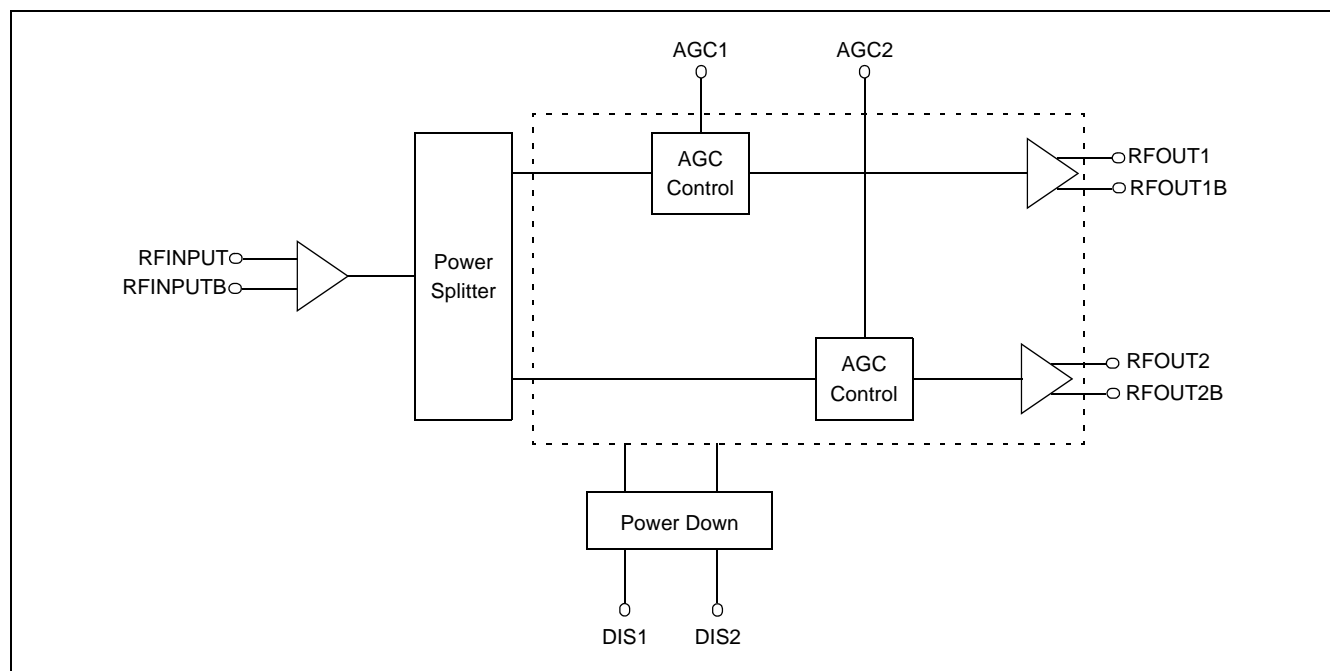 AGC1
AGC2
AGC
Control
RFOUT1
RFOUT1B
RFINPUT
RFINPUTB
Power
Splitter
AGC
Control
RFOUT2
RFOUT2B
Power Down
DIS1
DIS2